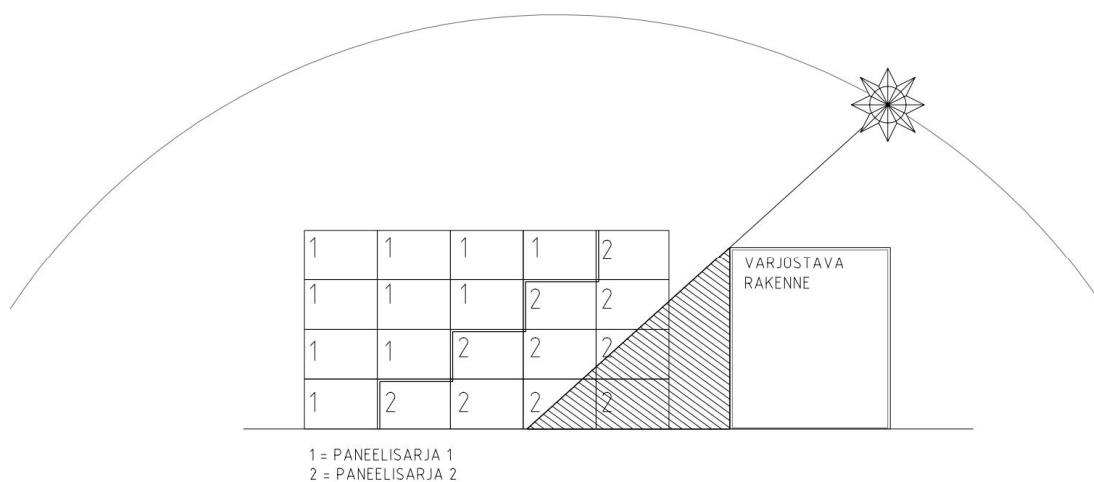 1 1 1 1 2
VARJOSTAVA
RAKENNE
1 1 1 2 2
1 1 2 2 2
1 2 2 2 2
1 = PANEELISARJA 1
2 = PANEELISARJA 2